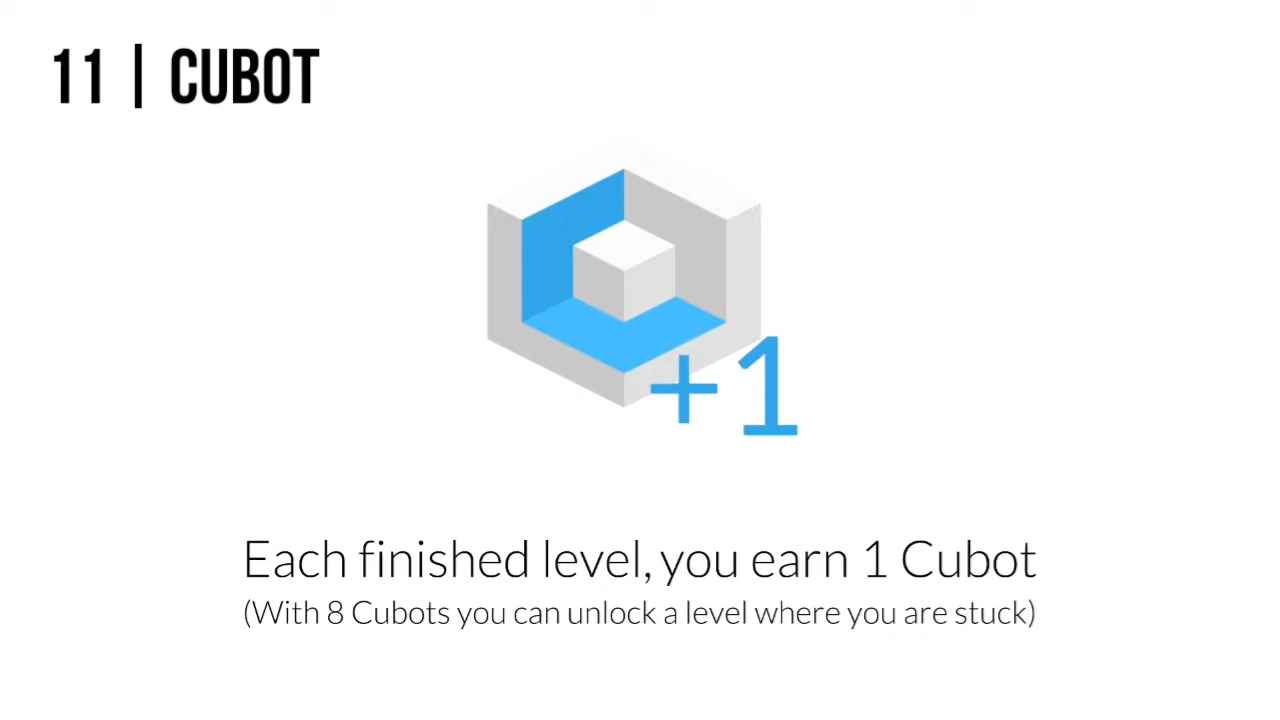 11 | CUBOT
+1
Each finished level, you earn 1 Cubot
(With 8 Cubots you can unlock a level where you are stuck)